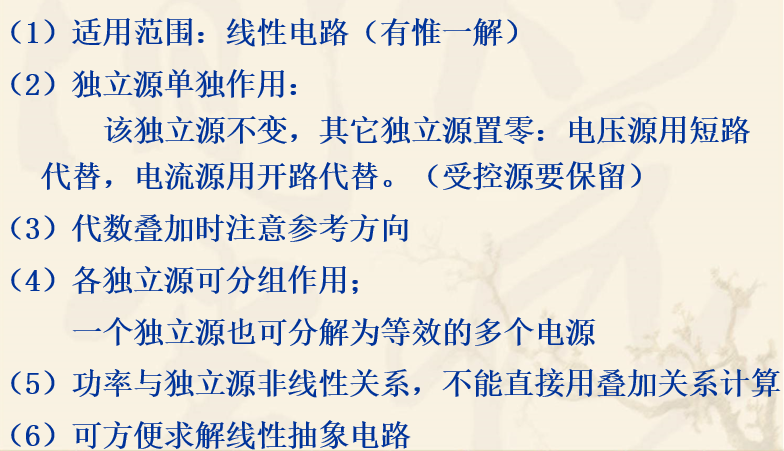 （1）适用范围：线性电路（有惟一解）
（2）独立源单独作用：
该独立源不变，其它独立源置零：电压源用短路
代替，电流源用开路代替。（受控源要保留）
（3）代数叠加时注意参考方向
（4）各独立源可分组作用；
一个独立源也可分解为等效的多个电源
（5）功率与独立源非线性关系，不能直接用叠加关系计算
（6）可方便求解线性抽象电路